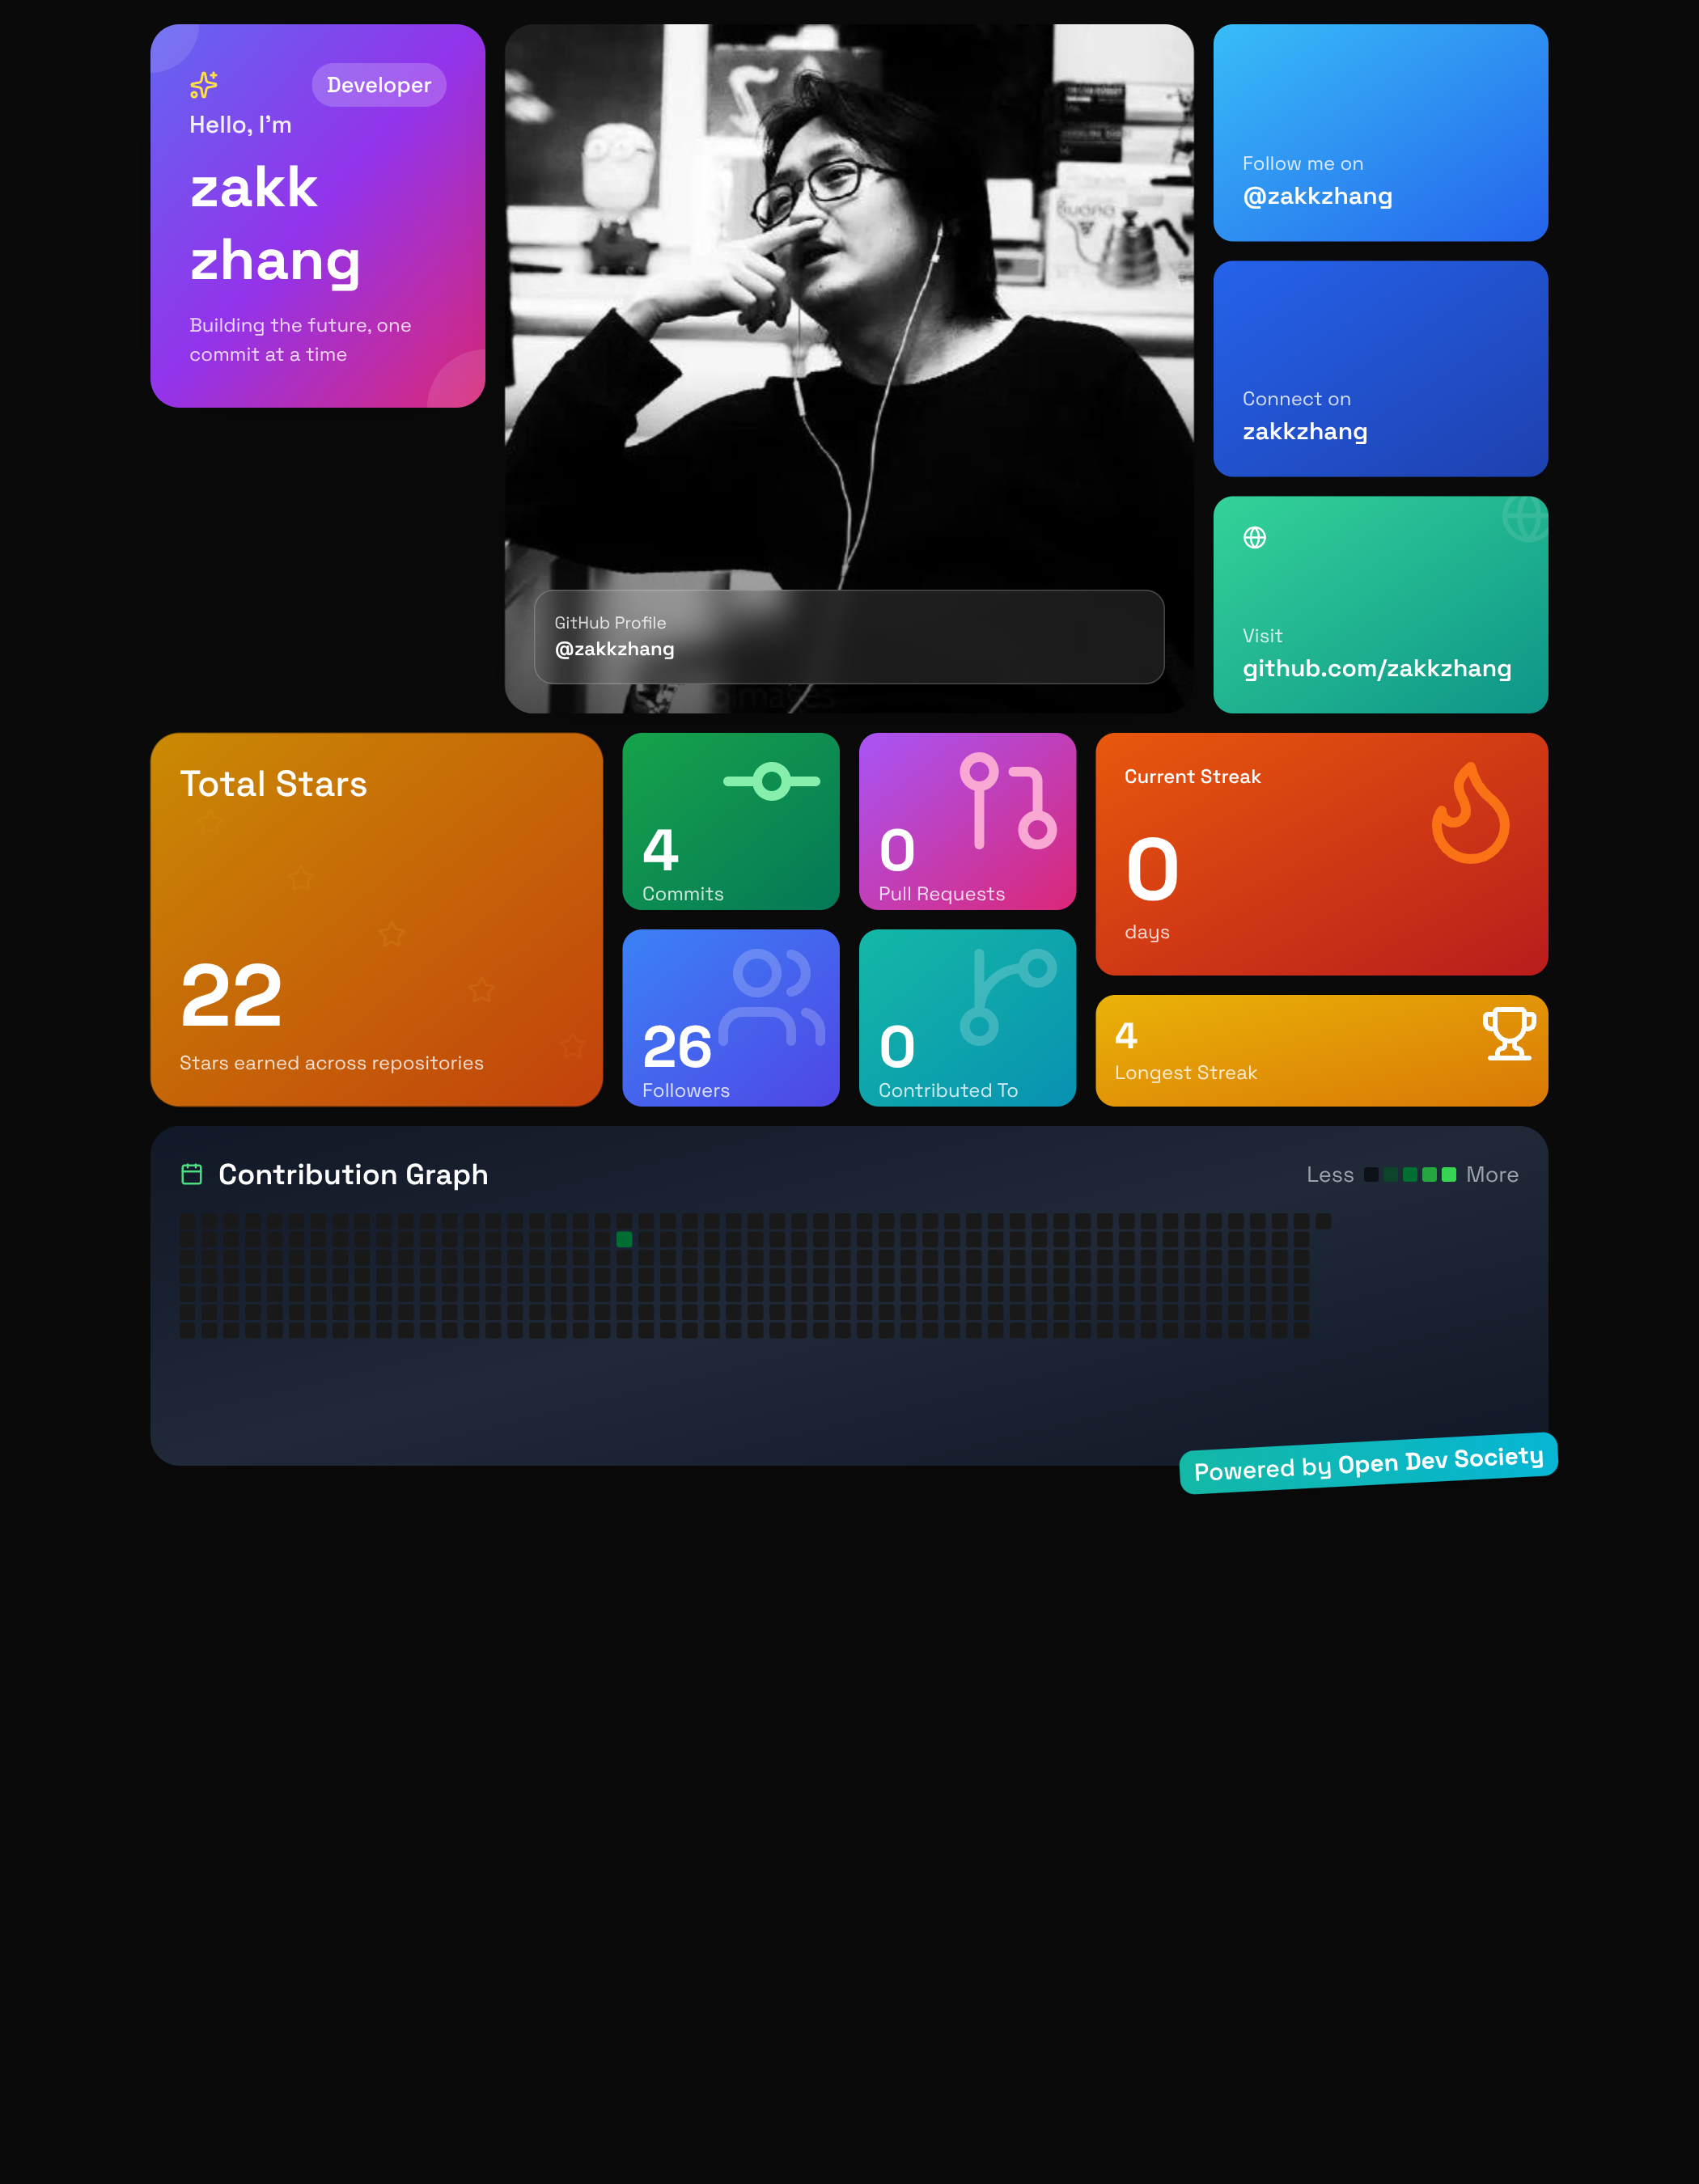 Developer
Hello, I'm
zakk
zhang
Building the future, one
commit at a time
GitHub Profile
@zakkzhang
Follow me on
@zakkzhang
Connect on
zakkzhang
Visit
github.com/zakkzhang
Total Stars
22
Stars earned across repositories
4
Commits
0
Pull Requests
26
Followers
0
Contributed To
Current Streak
0
days
4
Longest Streak
Contribution Graph
Less More
Powered by Open Dev Society